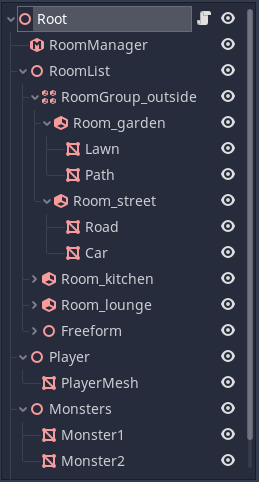 Root
RoomManager
RoomList
RoomGroup_outside
Room_garden
Lawn
Path
Room_street
Road
Car
Room_kitchen
Room_lounge
Freeform
Player
PlayerMesh
Monsters
Monster1
Monster2